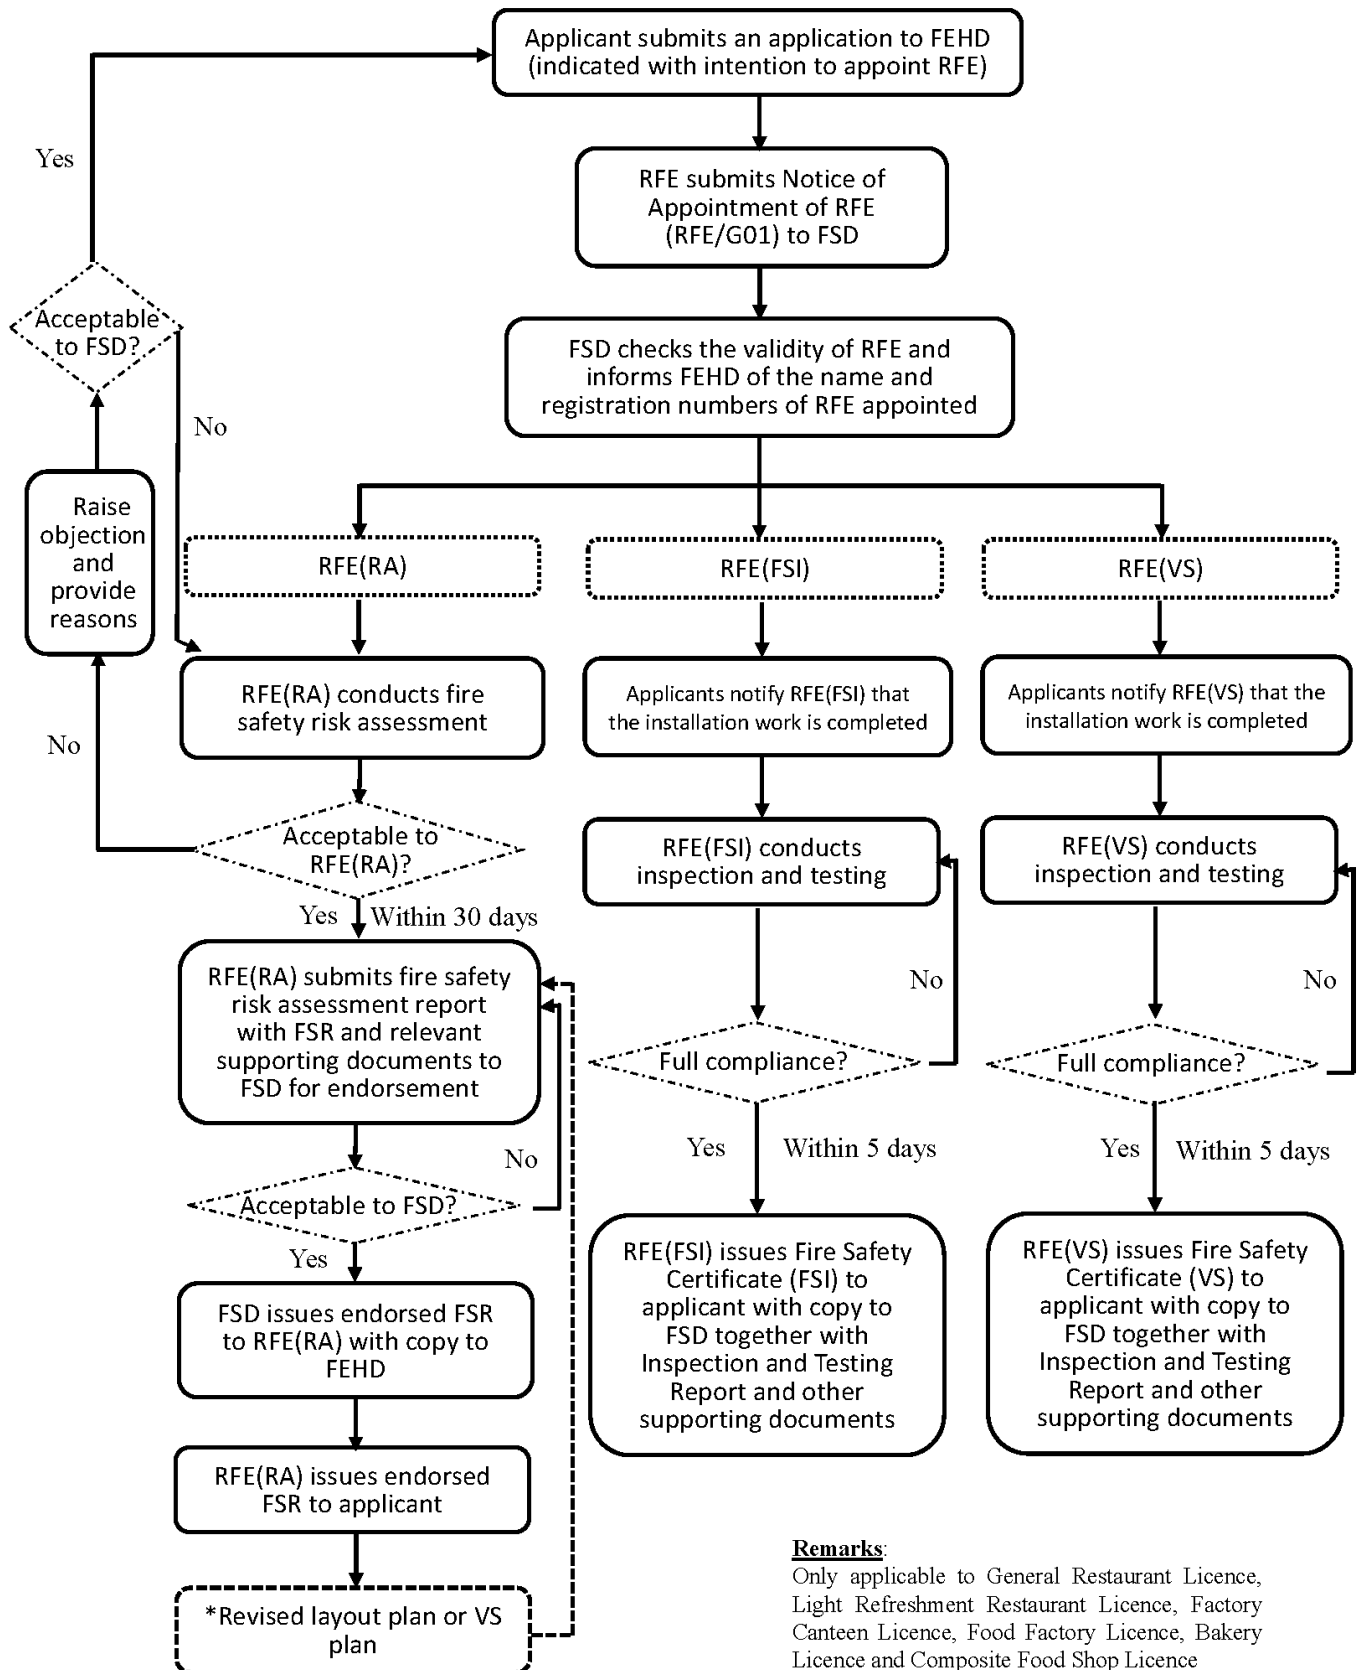 Applicant submits an application to FEHD
(indicated with intention to appoint RFE)
Yes
RFE submits Notice of
Appointment of RFE
(RFE/G01) to FSD
Acceptable
to FSD?
FSD checks the validity of RFE and
informs FEHD of the name and
registration numbers of RFE appointed
No
Raise
objection
and
provide
reasons
RFE(RA)
RFE(FSI)
RFE(VS)
RFE(RA) conducts fire
safety risk assessment
Applicants notify RFE(FSI) that
the installation work is completed
Applicants notify RFE(VS) that the
installation work is completed
No
Acceptable to
RFE(RA)?
RFE(FSI) conducts
inspection and testing
RFE(VS) conducts
inspection and testing
Yes Within 30 days
RFE(RA) submits fire safety
risk assessment report
with FSR and relevant
supporting documents to
FSD for endorsement
No
No
Full compliance?
Full compliance?
No
Yes Within 5 days
Yes Within 5 days
Acceptable to FSD?
Yes
FSD issues endorsed FSR
to RFE(RA) with copy to
FEHD
RFE(FSI) issues Fire Safety
Certificate (FSI) to
applicant with copy to
FSD together with
Inspection and Testing
Report and other
supporting documents
RFE(VS) issues Fire Safety
Certificate (VS) to
applicant with copy to
FSD together with
Inspection and Testing
Report and other
supporting documents
RFE(RA) issues endorsed
FSR to applicant
*Revised layout plan or VS
plan
Remarks:
Only applicable to General Restaurant Licence,
Light Refreshment Restaurant Licence, Factory
Canteen Licence, Food Factory Licence, Bakery
Licence and Composite Food Shop Licence